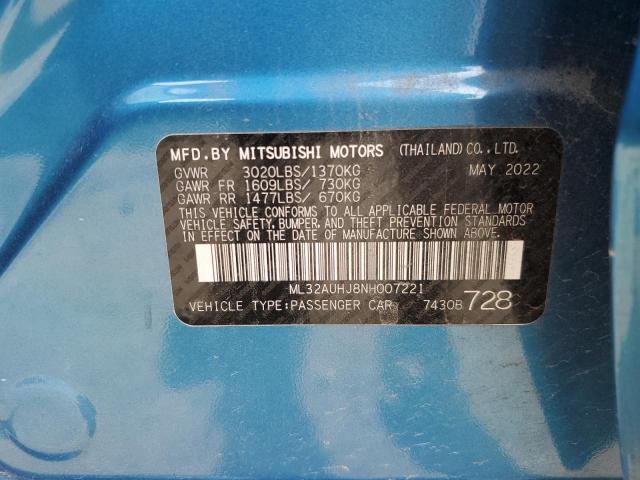 MFD.BY MITSUBISHI MOTORS (THAILAND)CO.,LTD.
GVWR 3020LBS/1370KG MAY 2022
GAWR FR 1609LBS/ 730KG
GAWR RR 1477LBS/ 670KG
THIS VEHICLE CONFORMS TO ALL APPLICABLE FEDERAL MOTOR
VEHICLE SAFETY,BUMPER,AND THEFT PREVENTION STANDARDS
IN EFFECT ON THE DATE OF MANUFACTURE SHOWN ABOVE.
ML32AUHJ8NH007221
VEHICLE TYPE:PASSENGER CAR 7430B 728